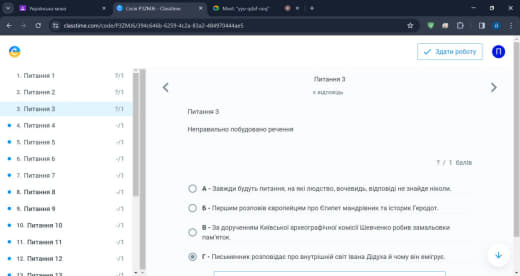 Українська мова
Сесія P3ZMJ6 - Classtime
Meet: "ypv-qdxf-oeq"
classtime.com/code/P3ZMJ6/394c646b-6259-4c2a-83a2-484970444ae5
Здати роботу
П
1. Питання 1 ?/1
2. Питання 2 ?/1
3. Питання 3 ?/1
4. Питання 4 -/1
5. Питання 5 -/1
6. Питання 6 -/1
7. Питання 7 -/1
8. Питання 8 -/1
9. Питання 9 -/1
10. Питання 10 -/1
11. Питання 11 -/1
12. Питання 12 -/1
13. Питання 13 -/1
Питання 3
є відповідь
Питання 3
Неправильно побудовано речення
? / 1 балів
А - Завжди будуть питання, на які людство, вочевидь, відповіді не знайде ніколи.
Б - Першим розповів європейцям про Єгипет мандрівник та історик Геродот.
В - За дорученням Київської археографічної комісії Шевченко робив замальовки
пам'яток.
Г - Письменник розповідає про внутрішній світ Івана Дідуха й чому він емігрує.